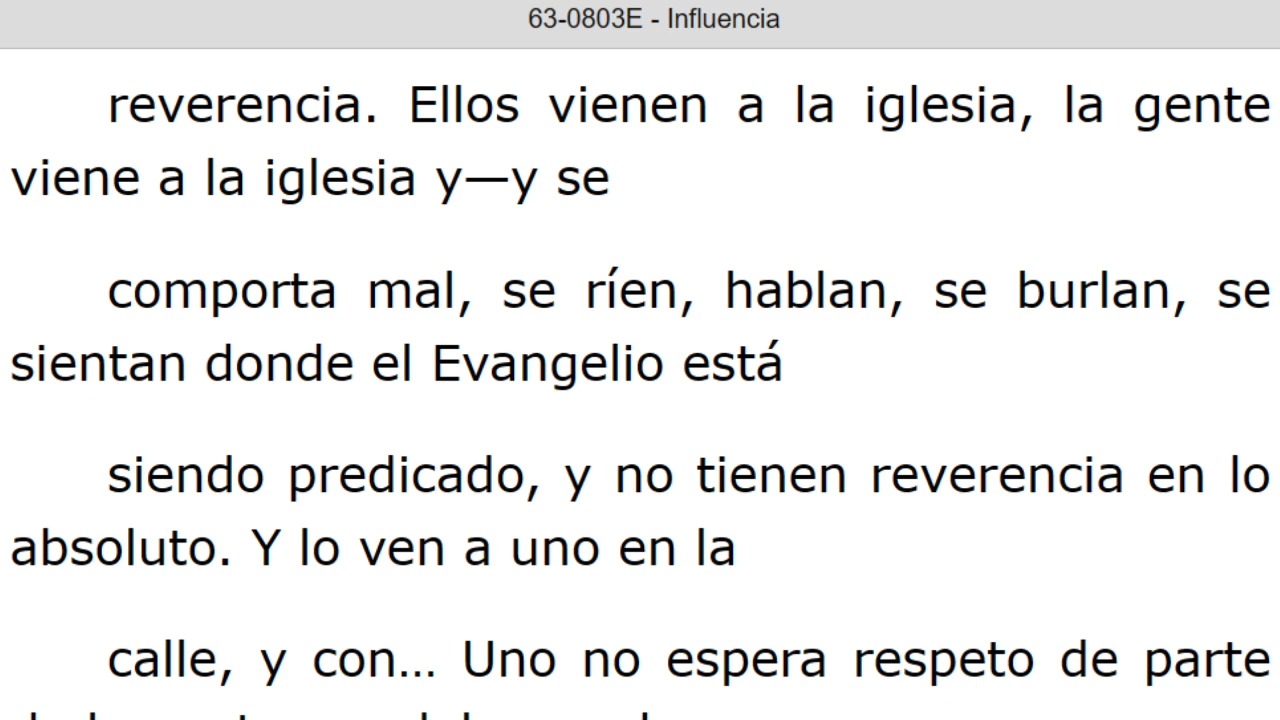 63-0803E - Influencia
reverencia. Ellos vienen a la iglesia, la gente
viene a la iglesia y—y se
comporta mal, se ríen, hablan, se burlan, se
sientan donde el Evangelio está
siendo predicado, y no tienen reverencia en lo
absoluto. Y lo ven a uno en la
calle, y con... Uno no espera respeto de parte